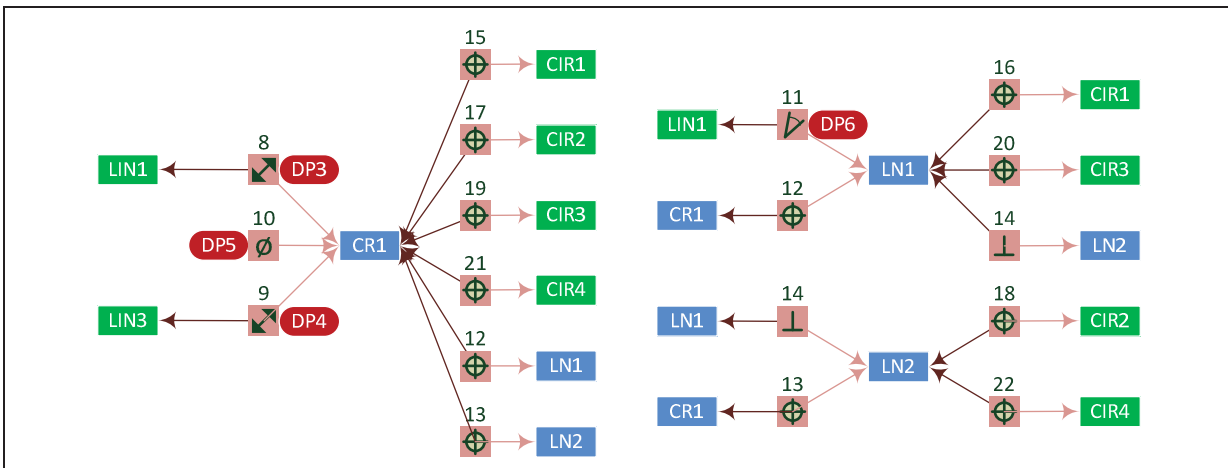 15
CIR1
17
CIR2
8
LIN1 DP3
19
CIR3
10
DP5 ø CR1
21
CIR4
9
LIN3 DP4
12
LN1
13
LN2
16
CIR1
11
LIN1 DP6
20
LN1 CIR3
12
CR1
14
LN2
14
LN1
18
CIR2
LN2
13
CR1
22
CIR4